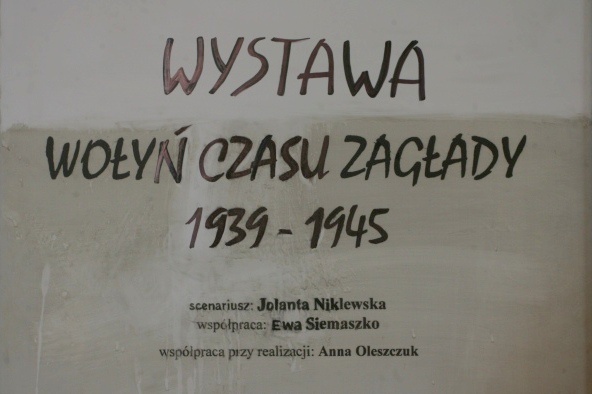 WYSTAWA
WOŁYŃ CZASU ZAGŁADY
1939 - 1945
scenariusz: Jolanta Niklewska
współpraca: Ewa Siemaszko
współpraca przy realizacji: Anna Oleszczuk